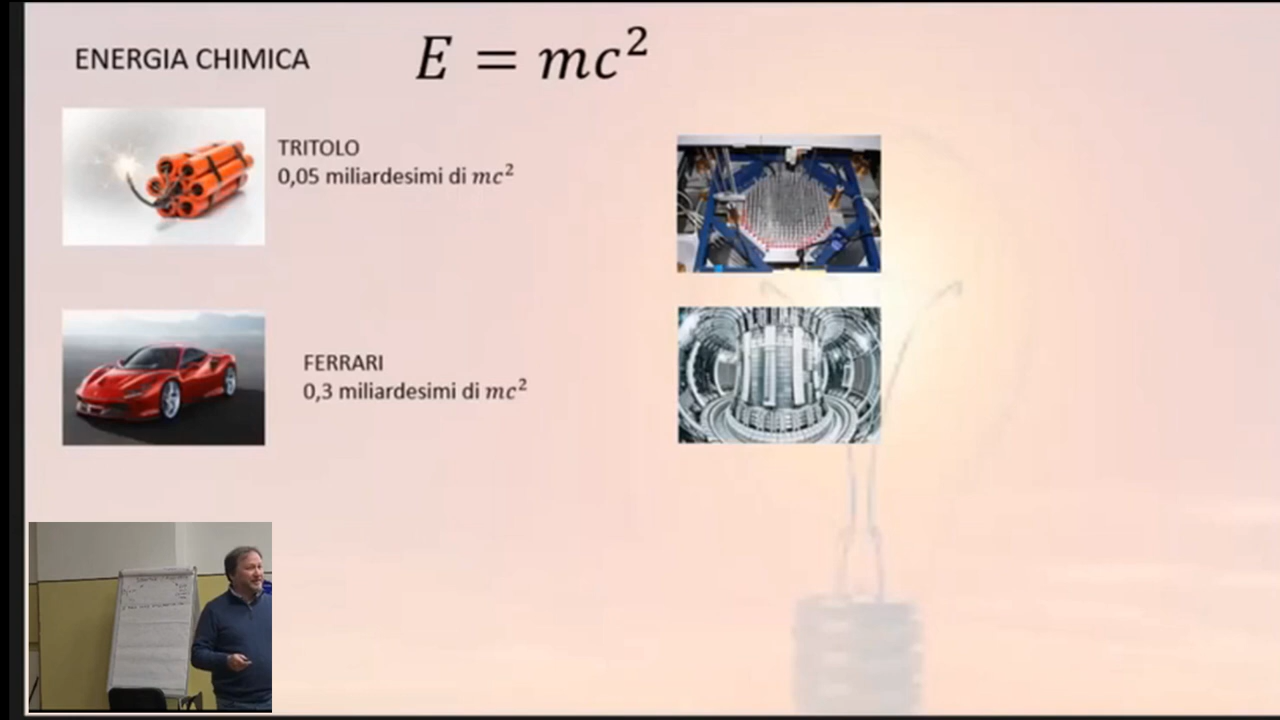 ENERGIA CHIMICA
E = mc²
TRITOLO
0,05 miliardesimi di mc²
FERRARI
0,3 miliardesimi di mc²